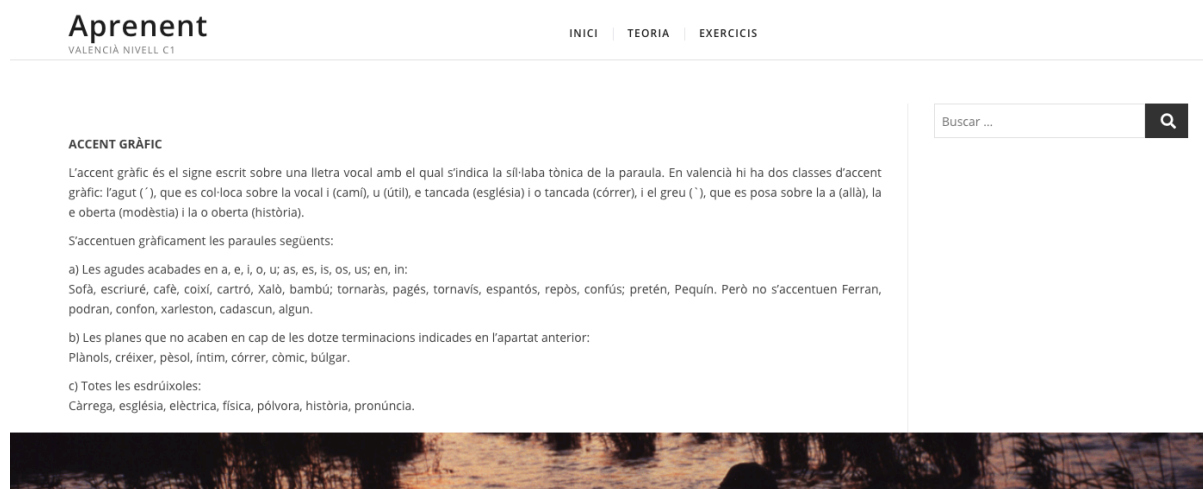 Aprenent
VALENCIÀ NIVELL C1
INICI
TEORIA
EXERCICIS
Buscar ...
ACCENT GRÀFIC
L’accent gràfic és el signe escrit sobre una lletra vocal amb el qual s’indica la síl·laba tònica de la paraula. En valencià hi ha dos classes d’accent
gràfic: l’agut (´), que es col·loca sobre la vocal i (camí), u (útil), e tancada (església) i o tancada (córrer), i el greu (`), que es posa sobre la a (allà), la
e oberta (modèstia) i la o oberta (història).
S’accentuen gràficament les paraules següents:
a) Les agudes acabades en a, e, i, o, u; as, es, is, os, us; en, in:
Sofà, escriuré, cafè, coixí, cartró, Xalò, bambú; tornaràs, pagés, tornavís, espantós, repòs, confús; pretén, Pequín. Però no s’accentuen Ferran,
podran, confon, xarleston, cadascun, algun.
b) Les planes que no acaben en cap de les dotze terminacions indicades en l’apartat anterior:
Plànols, créixer, pèsol, íntim, córrer, còmic, búlgar.
c) Totes les esdrúixoles:
Càrrega, església, elèctrica, física, pólvora, història, pronúncia.